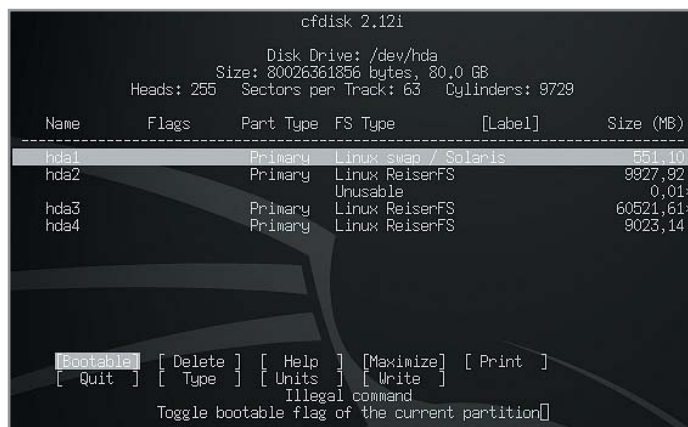 cfdisk 2.12i
Disk Drive: /dev/hda
Size: 80026361856 bytes, 80.0 GB
Heads: 255 Sectors per Track: 63 Cylinders: 9729
Name Flags Part Type FS Type [Label] Size (MB)
hda1 Primary Linux swap / Solaris 551,10
hda2 Primary Linux ReiserFS 9927,92
Unusable 0,01*
hda3 Primary Linux ReiserFS 60521,61*
hda4 Primary Linux ReiserFS 9023,14
[Bootable] [ Delete ] [ Help ] [Maximize] [ Print ]
[ Quit ] [ Type ] [ Units ] [ Write ]
Illegal command
Toggle bootable flag of the current partition